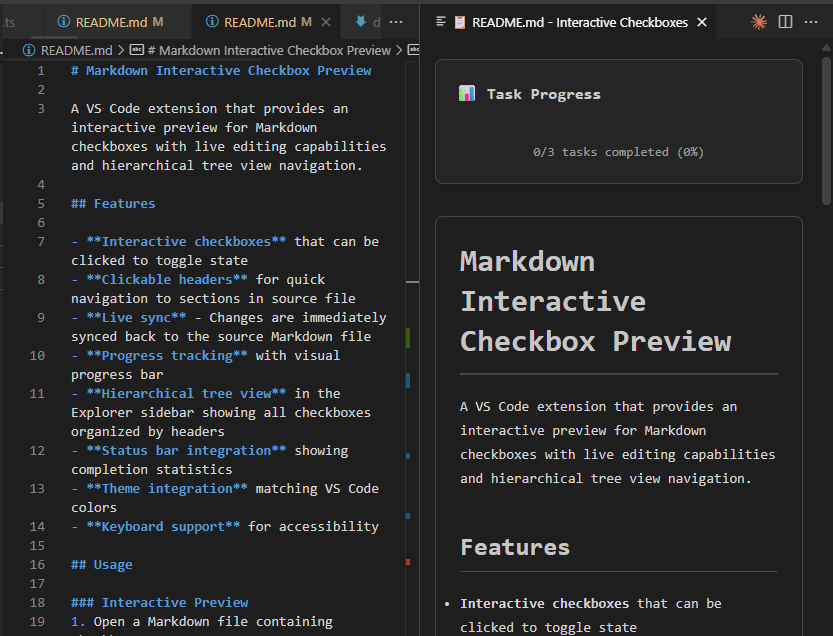 .ts
README.md M
README.md M
d
README.md - Interactive Checkboxes
README.md > # Markdown Interactive Checkbox Preview >
1 # Markdown Interactive Checkbox Preview
2
3 A VS Code extension that provides an
interactive preview for Markdown
checkboxes with live editing capabilities
and hierarchical tree view navigation.
4
5 ## Features
6
7 - **Interactive checkboxes** that can be
clicked to toggle state
8 - **Clickable headers** for quick
navigation to sections in source file
9 - **Live sync** - Changes are immediately
synced back to the source Markdown file
10 - **Progress tracking** with visual
progress bar
11 - **Hierarchical tree view** in the
Explorer sidebar showing all checkboxes
organized by headers
12 - **Status bar integration** showing
completion statistics
13 - **Theme integration** matching VS Code
colors
14 - **Keyboard support** for accessibility
15
16 ## Usage
17
18 ### Interactive Preview
19 1. Open a Markdown file containing
Task Progress
0/3 tasks completed (0%)
Markdown
Interactive
Checkbox Preview
A VS Code extension that provides an
interactive preview for Markdown
checkboxes with live editing capabilities
and hierarchical tree view navigation.
Features
• Interactive checkboxes that can be
clicked to toggle state